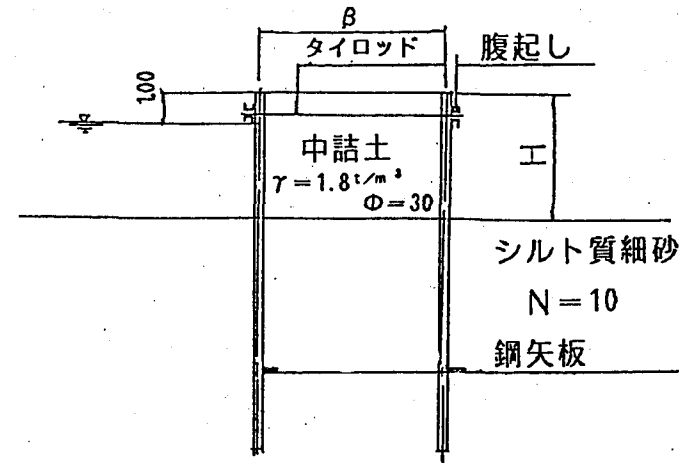 β
タイロッド
腹起し
1.00
中詰土
γ=1.8t/m³
Φ=30
H
シルト質細砂
N=10
鋼矢板